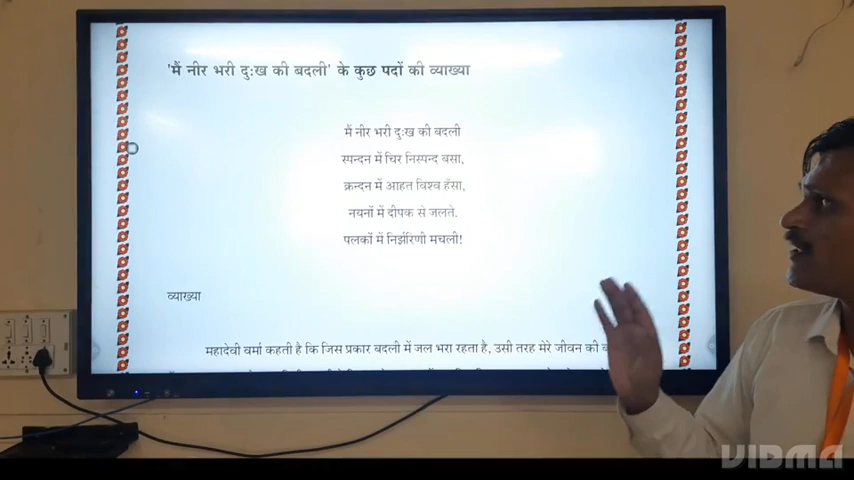 'मैं नीर भरी दुःख की बदली' के कुछ पदों की व्याख्या
मैं नीर भरी दुःख की बदली
स्पन्दन में चिर निस्पन्द बसा,
क्रन्दन में आहत विश्व हँसा,
नयनों में दीपक से जलते.
पलकों में निर्झरिणी मचली!
व्याख्या
महादेवी वर्मा कहती है कि जिस प्रकार बदली में जल भरा रहता है, उसी तरह मेरे जीवन की
VIDMA